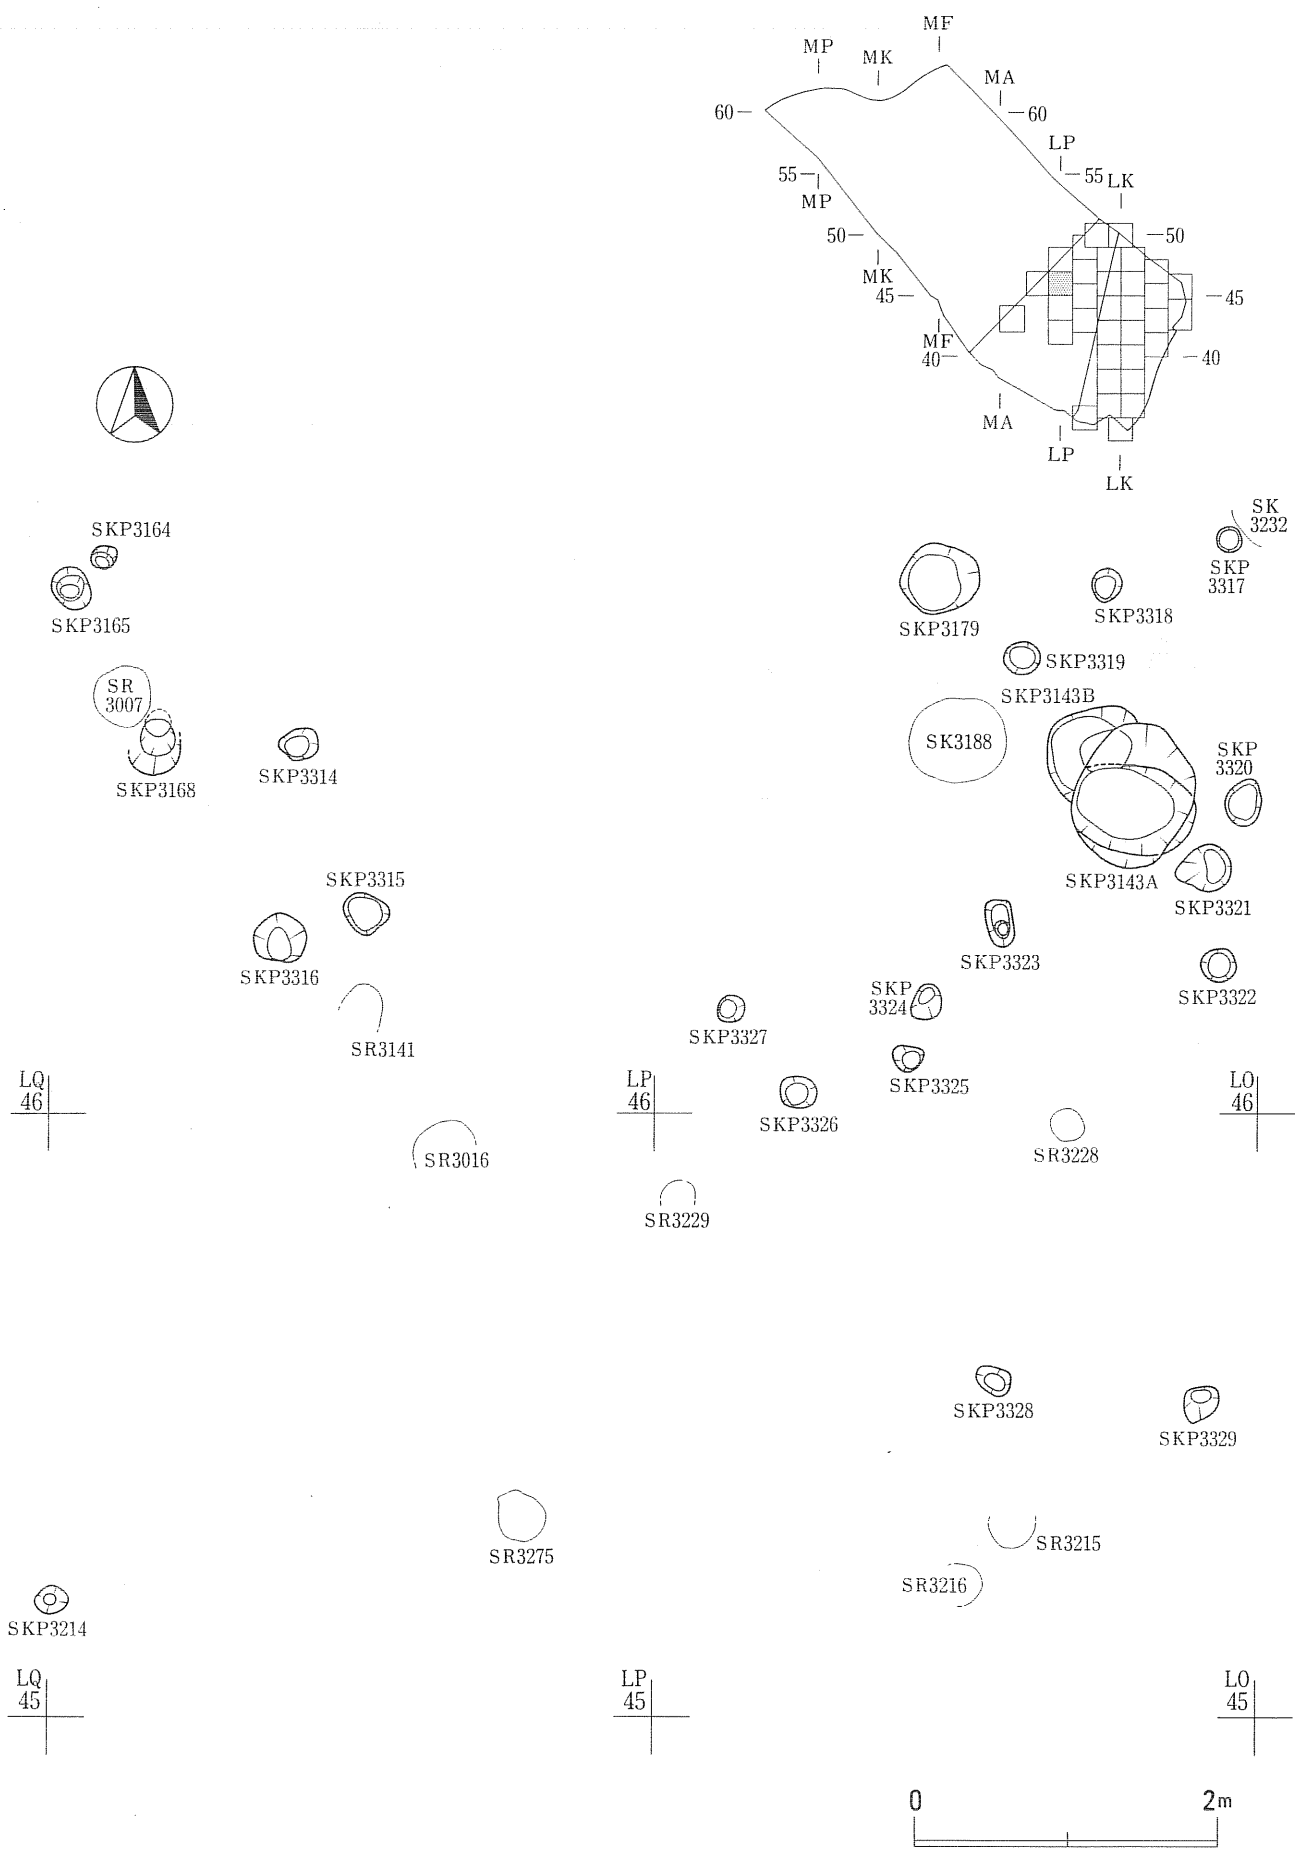 MF
MP
MK
MA
60
60
LP
55
55
LK
MP
50
50
MK
45
45
MF
40
40
MA
LP
LK
SKP3164
SK
3232
SKP
3317
SKP3165
SKP3179
SKP3318
SKP3319
SR
3007
SKP3143B
SK3188
SKP3314
SKP
3320
SKP3168
SKP3315
SKP3143A
SKP3321
SKP3316
SKP3323
SKP3322
SKP
3324
SKP3327
SR3141
SKP3325
LQ
46
LP
46
LO
46
SKP3326
SR3016
SR3228
SR3229
SKP3328
SKP3329
SR3275
SR3215
SR3216
SKP3214
LQ
45
LP
45
LO
45
0 2m